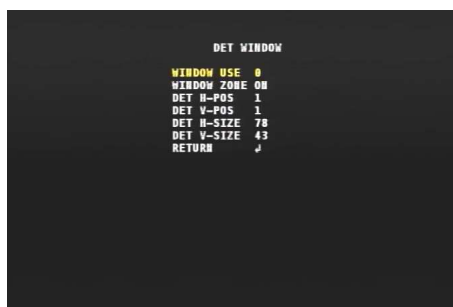 DET WINDOW
WINDOW USE 0
WINDOW ZONE ON
DET H-POS 1
DET V-POS 1
DET H-SIZE 78
DET V-SIZE 43
RETURN ↲